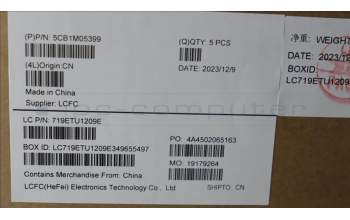 (P)P/N: 5CB1M05399
(Q)QTY: 5 PCS
(4L)Origin:CN
DATE: 2023/12/9
Made in China
Supplier: LCFC
净重: WEIGHT
DATE: 2023/12
BOXID:
LC719ETU1209
LC P/N: 719ETU1209E
PO: 4A4502065163
BOX ID: LC719ETU1209E349655497
MO: 19179264
Contains Merchandise From: China
LCFC(HeFei) Electronics Technology Co., Ltd.
SHIPTO: CN